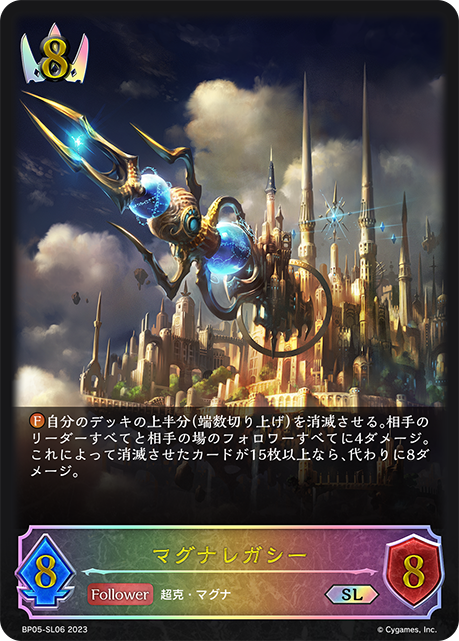 8
F自分のデッキの上半分(端数切り上げ)を消滅させる。相手の
リーダーすべてと相手の場のフォロワーすべてに4ダメージ。
これによって消滅させたカードが15枚以上なら、代わりに8ダ
メージ。
マグナレガシー
8
Follower 超克・マグナ
SL
8
BP05-SL06 2023
© Cygames, Inc.